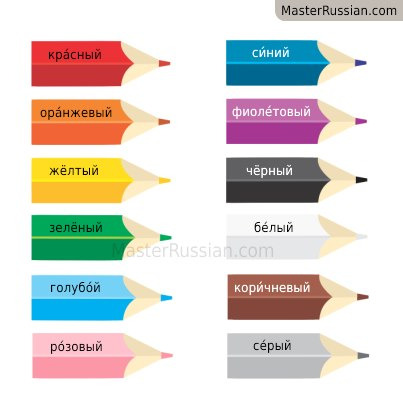 MasterRussian.com
кра́сный
ора́нжевый
жёлтый
зелёный
голубо́й
ро́зовый
си́ний
фиоле́товый
чёрный
бе́лый
кори́чневый
се́рый
MasterRussian.com